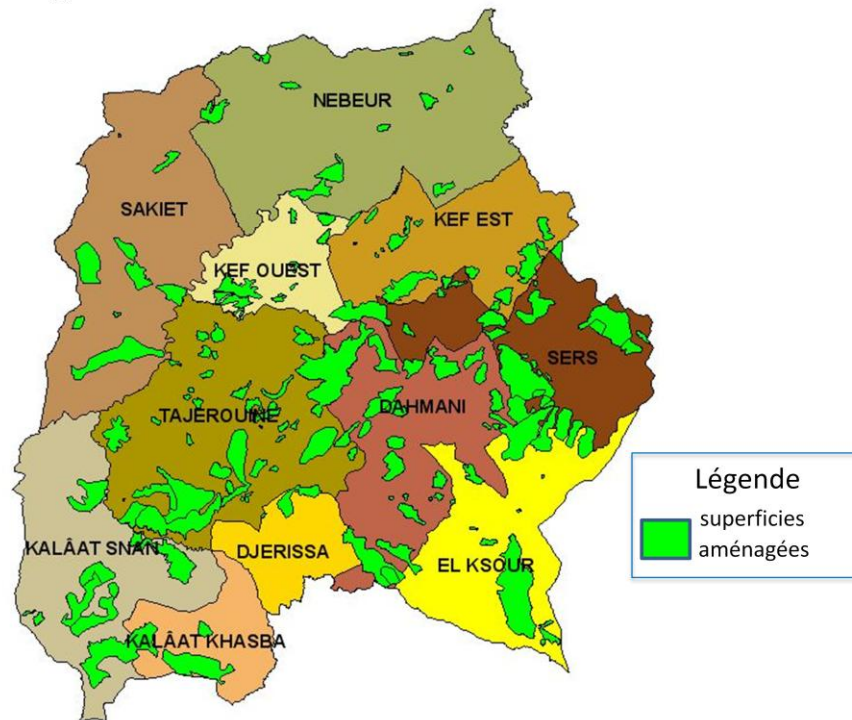 NEBEUR
SAKIET
KEF EST
KEF OUEST
SERS
DAHMANI
TAJEROUINE
Légende
superficies
aménagées
KALÂAT SNAN
DJERISSA
EL KSOUR
KALÂAT KHASBA